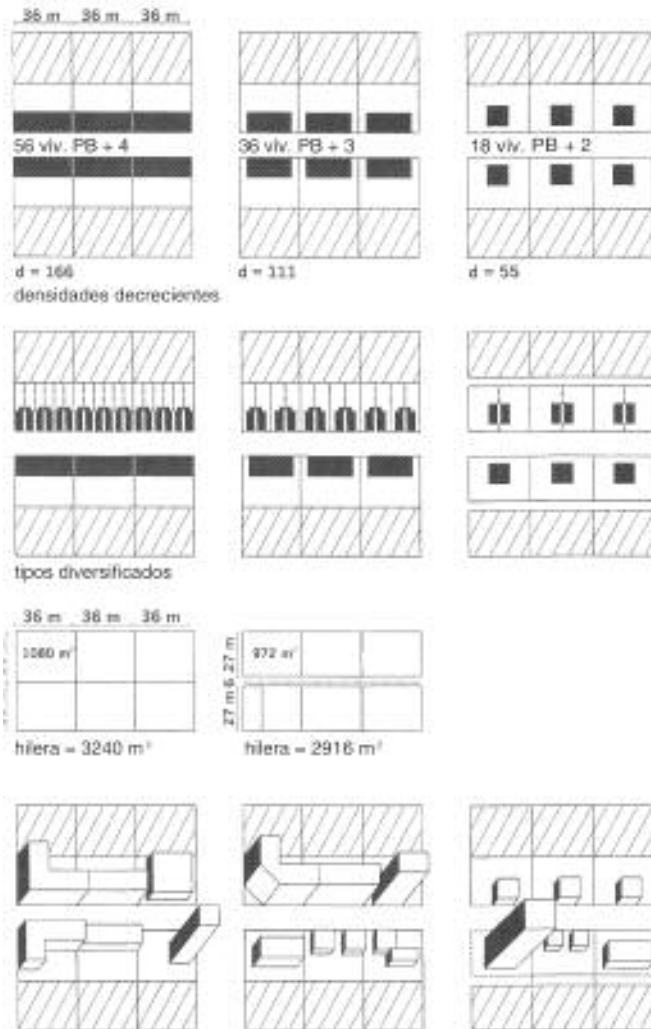 36 m 36 m 36 m
56 viv. PB + 4
36 viv. PB + 3
18 viv. PB + 2
d = 166
d = 111
d = 55
densidades decrecientes
tipos diversificados
36 m 36 m 36 m
1080 m²
27 m 6 27 m
972 m²
hilera = 3240 m²
hilera = 2916 m²